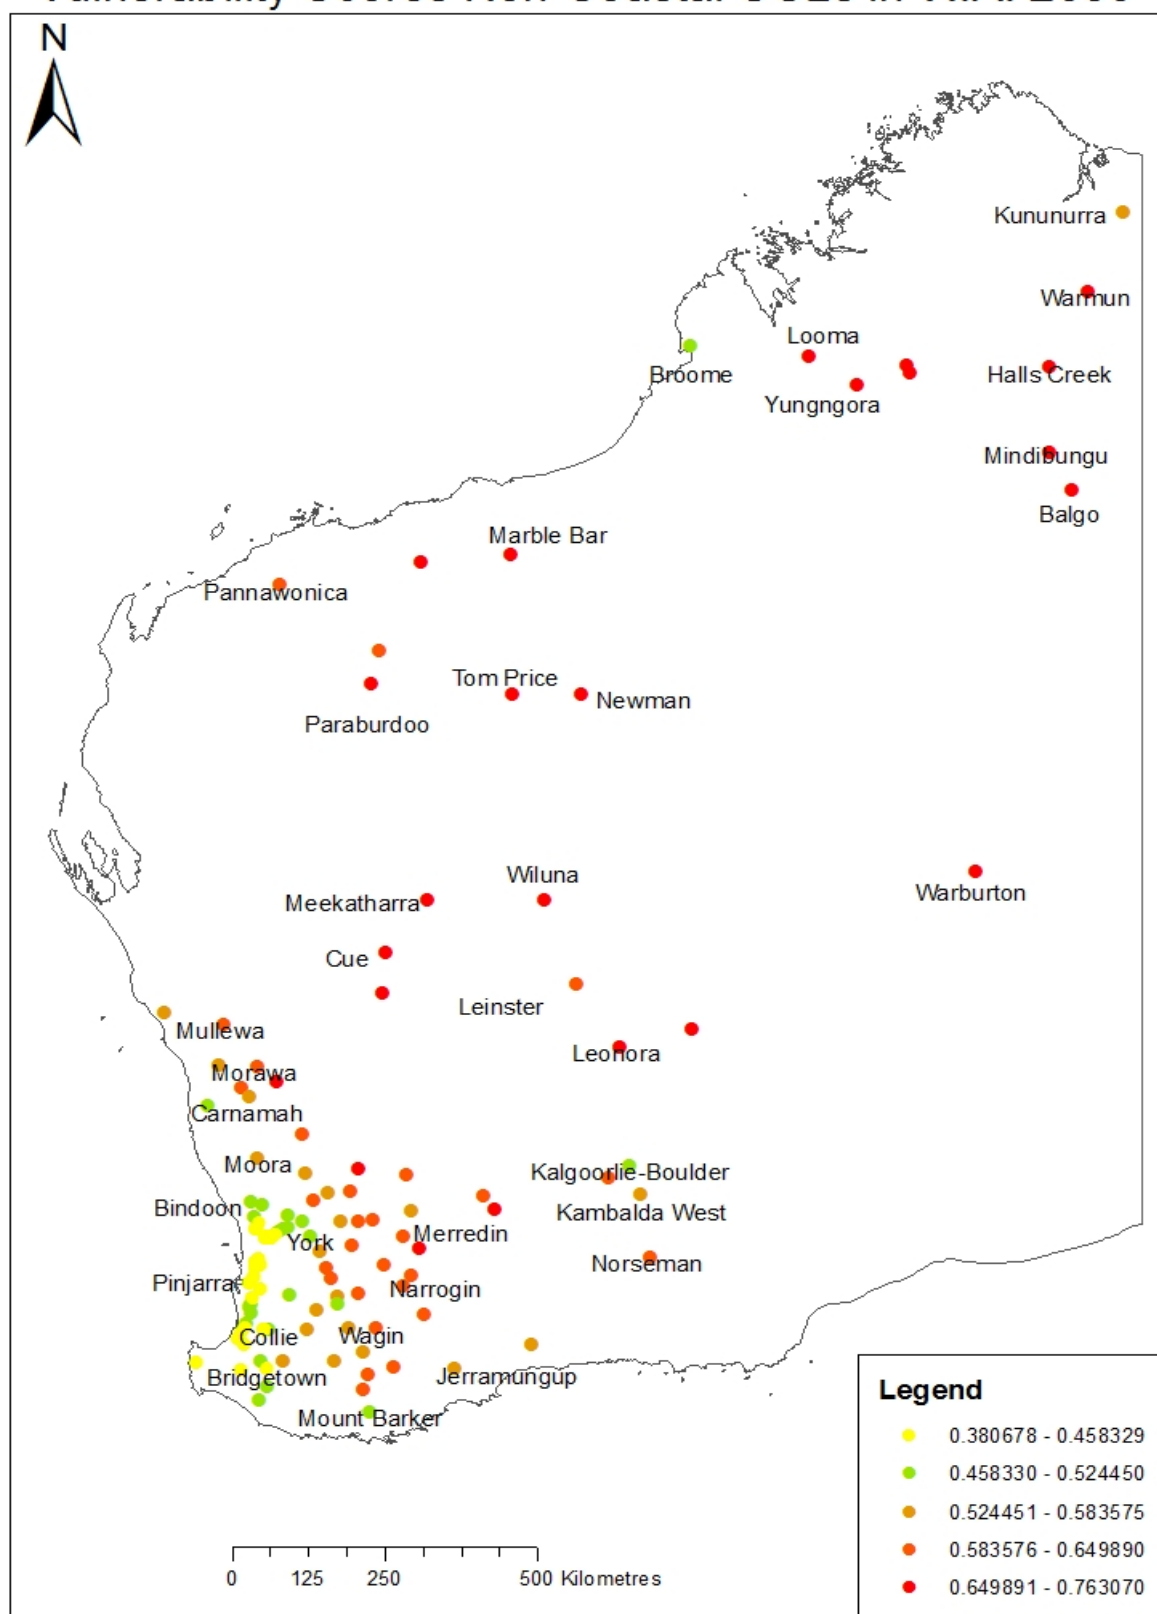 N
Kununurra
Warmun
Looma
Broome
Halls Creek
Yungngora
Mindibungu
Balgo
Marble Bar
Pannawonica
Tom Price
Newman
Paraburdoo
Wiluna
Meekatharra
Warburton
Cue
Leinster
Mullewa
Leonora
Morawa
Carnamah
Moora
Kalgoorlie-Boulder
Bindoon
Kambalda West
Merredin
York
Norseman
Pinjarra
Narrogin
Collie
Wagin
Bridgetown
Jerramungup
Mount Barker
Legend
0.380678 - 0.458329
0.458330 - 0.524450
0.524451 - 0.583575
0.583576 - 0.649890
0.649891 - 0.763070
0 125 250 500 Kilometres